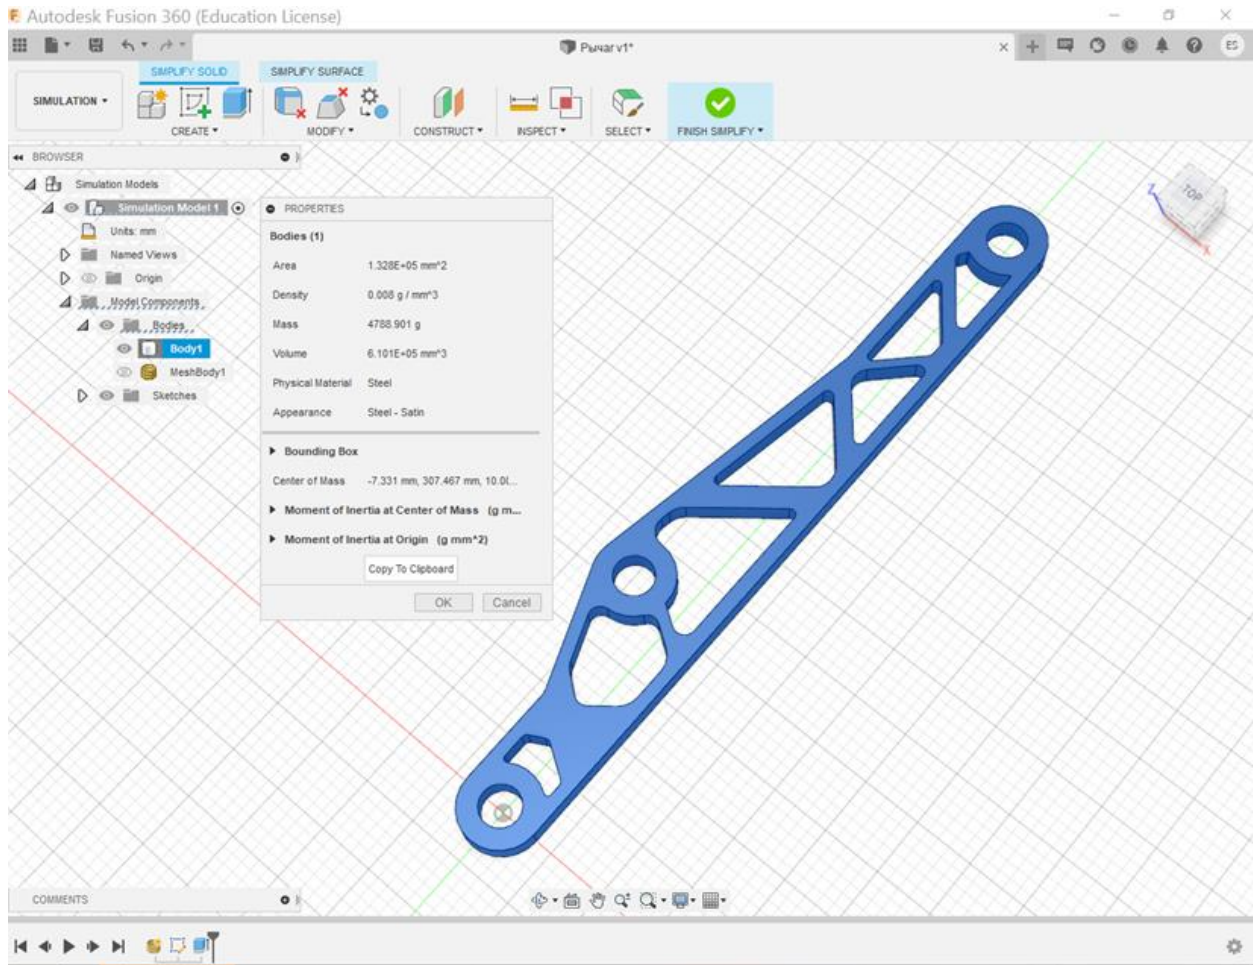 Autodesk Fusion 360 (Education License)
Рычаг v1*
ES
SIMPLIFY SOLID
SIMPLIFY SURFACE
SIMULATION
CREATE
MODIFY
CONSTRUCT
INSPECT
SELECT
FINISH SIMPLIFY
BROWSER
Simulation Models
Simulation Model 1
Units: mm
Named Views
Origin
Model Components
Bodies
Body1
MeshBody1
Sketches
PROPERTIES
Bodies (1)
Area 1.328E+05 mm^2
Density 0.008 g / mm^3
Mass 4788.901 g
Volume 6.101E+05 mm^3
Physical Material Steel
Appearance Steel - Satin
Bounding Box
Center of Mass -7.331 mm, 307.467 mm, 10.0(...
Moment of Inertia at Center of Mass (g m...
Moment of Inertia at Origin (g mm^2)
Copy To Clipboard
OK Cancel
TOP
Z
X
COMMENTS